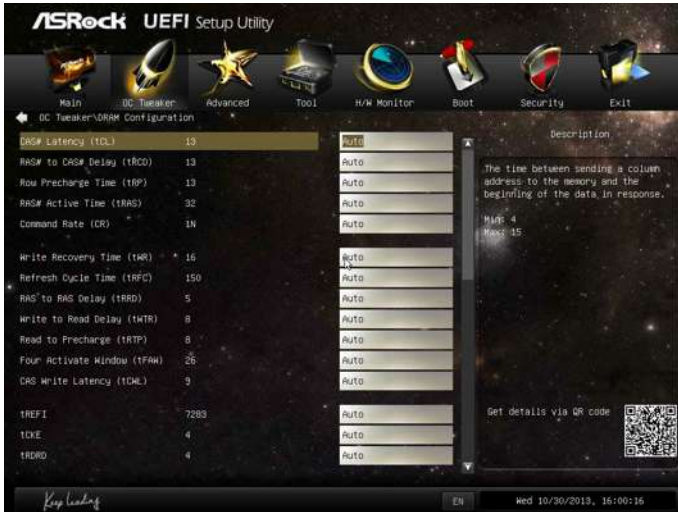 ASRock UEFI Setup Utility
Main OC Tweaker Advanced Tool H/W Monitor Boot Security Exit
OC Tweaker\DRAM Configuration
CAS# Latency (tCL) 13 Auto
RAS# to CAS# Delay (tRCD) 13 Auto
Row Precharge Time (tRP) 13 Auto
RAS# Active Time (tRAS) 32 Auto
Command Rate (CR) 1N Auto
Write Recovery Time (tWR) 16 Auto
Refresh Cycle Time (tRFC) 150 Auto
RAS to RAS Delay (tRRD) 5 Auto
Write to Read Delay (tWTR) 8 Auto
Read to Precharge (tRTP) 8 Auto
Four Activate Window (tFAW) 26 Auto
CAS Write Latency (tCWL) 9 Auto
tREFI 7283 Auto
tCKE 4 Auto
tRDRD 4 Auto
Description
The time between sending a column
address to the memory and the
beginning of the data in response.
Min: 4
Max: 15
Get details via QR code
Keep Leading
EN
Wed 10/30/2013, 16:00:16